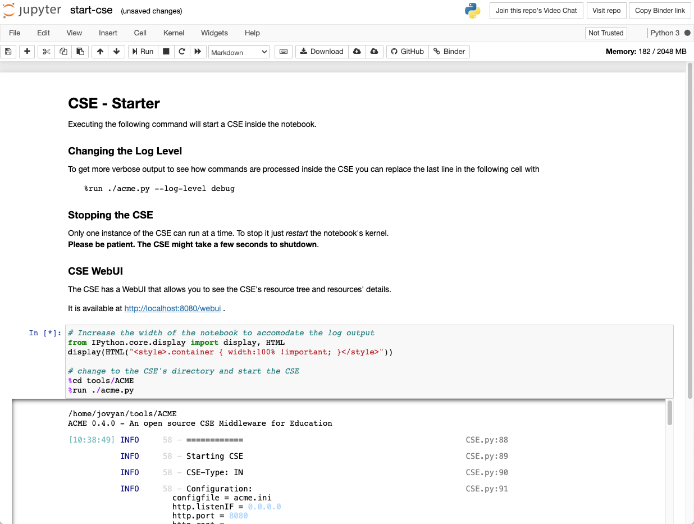 jupyter start-cse (unsaved changes) Join this repo's Video Chat Visit repo Copy Binder link
File Edit View Insert Cell Kernel Widgets Help Not Trusted Python 3
Run Markdown Download GitHub Binder Memory: 182 / 2048 MB
CSE - Starter
Executing the following command will start a CSE inside the notebook.
Changing the Log Level
To get more verbose output to see how commands are processed inside the CSE you can replace the last line in the following cell with
%run ./acme.py --log-level debug
Stopping the CSE
Only one instance of the CSE can run at a time. To stop it just restart the notebook's kernel.
Please be patient. The CSE might take a few seconds to shutdown.
CSE WebUI
The CSE has a WebUI that allows you to see the CSE's resource tree and resources' details.
It is available at http://localhost:8080/webui .
In [*]: # Increase the width of the notebook to accomodate the log output
from IPython.core.display import display, HTML
display(HTML("<style>.container { width:100% !important; }</style>"))
# change to the CSE's directory and start the CSE
%cd tools/ACME
%run ./acme.py
/home/jovyan/tools/ACME
ACME 0.4.0 - An open source CSE Middleware for Education
[10:38:49] INFO 58 - ============ CSE.py:88
INFO 58 - Starting CSE CSE.py:89
INFO 58 - CSE-Type: IN CSE.py:90
INFO 58 - Configuration: CSE.py:91
configfile = acme.ini
http.listenIF = 0.0.0.0
http.port = 8080